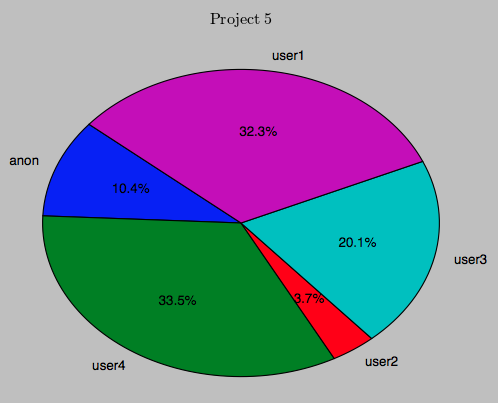 Project 5
user1
32.3%
anon
10.4%
20.1%
user3
3.7%
33.5%
user2
user4